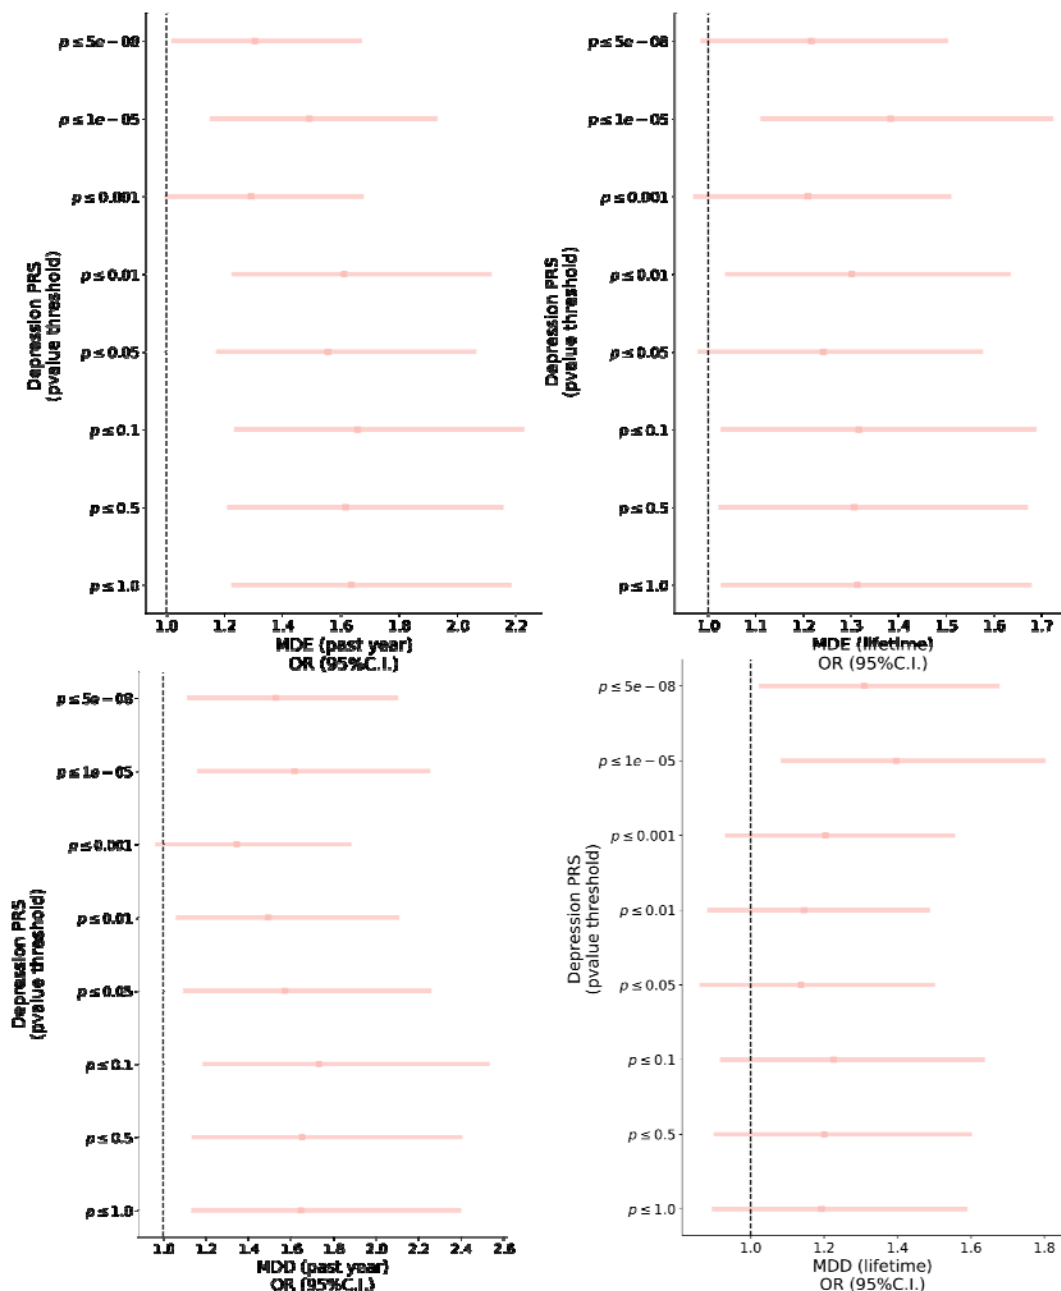 p ≤ 5e − 08
p ≤ 1e − 05
p ≤ 0.001
p ≤ 0.01
p ≤ 0.05
p ≤ 0.1
p ≤ 0.5
p ≤ 1.0
Depression PRS
(pvalue threshold)
1.0 1.2 1.4 1.6 1.8 2.0 2.2
MDE (past year)
OR (95%C.I.)
p ≤ 5e − 08
p ≤ 1e − 05
p ≤ 0.001
p ≤ 0.01
p ≤ 0.05
p ≤ 0.1
p ≤ 0.5
p ≤ 1.0
Depression PRS
(pvalue threshold)
1.0 1.1 1.2 1.3 1.4 1.5 1.6 1.7
MDE (lifetime)
OR (95%C.I.)
p ≤ 5e − 08
p ≤ 1e − 05
p ≤ 0.001
p ≤ 0.01
p ≤ 0.05
p ≤ 0.1
p ≤ 0.5
p ≤ 1.0
Depression PRS
(pvalue threshold)
1.0 1.2 1.4 1.6 1.8 2.0 2.2 2.4 2.6
MDD (past year)
OR (95%C.I.)
p ≤ 5e − 08
p ≤ 1e − 05
p ≤ 0.001
p ≤ 0.01
p ≤ 0.05
p ≤ 0.1
p ≤ 0.5
p ≤ 1.0
Depression PRS
(pvalue threshold)
1.0 1.2 1.4 1.6 1.8
MDD (lifetime)
OR (95%C.I.)